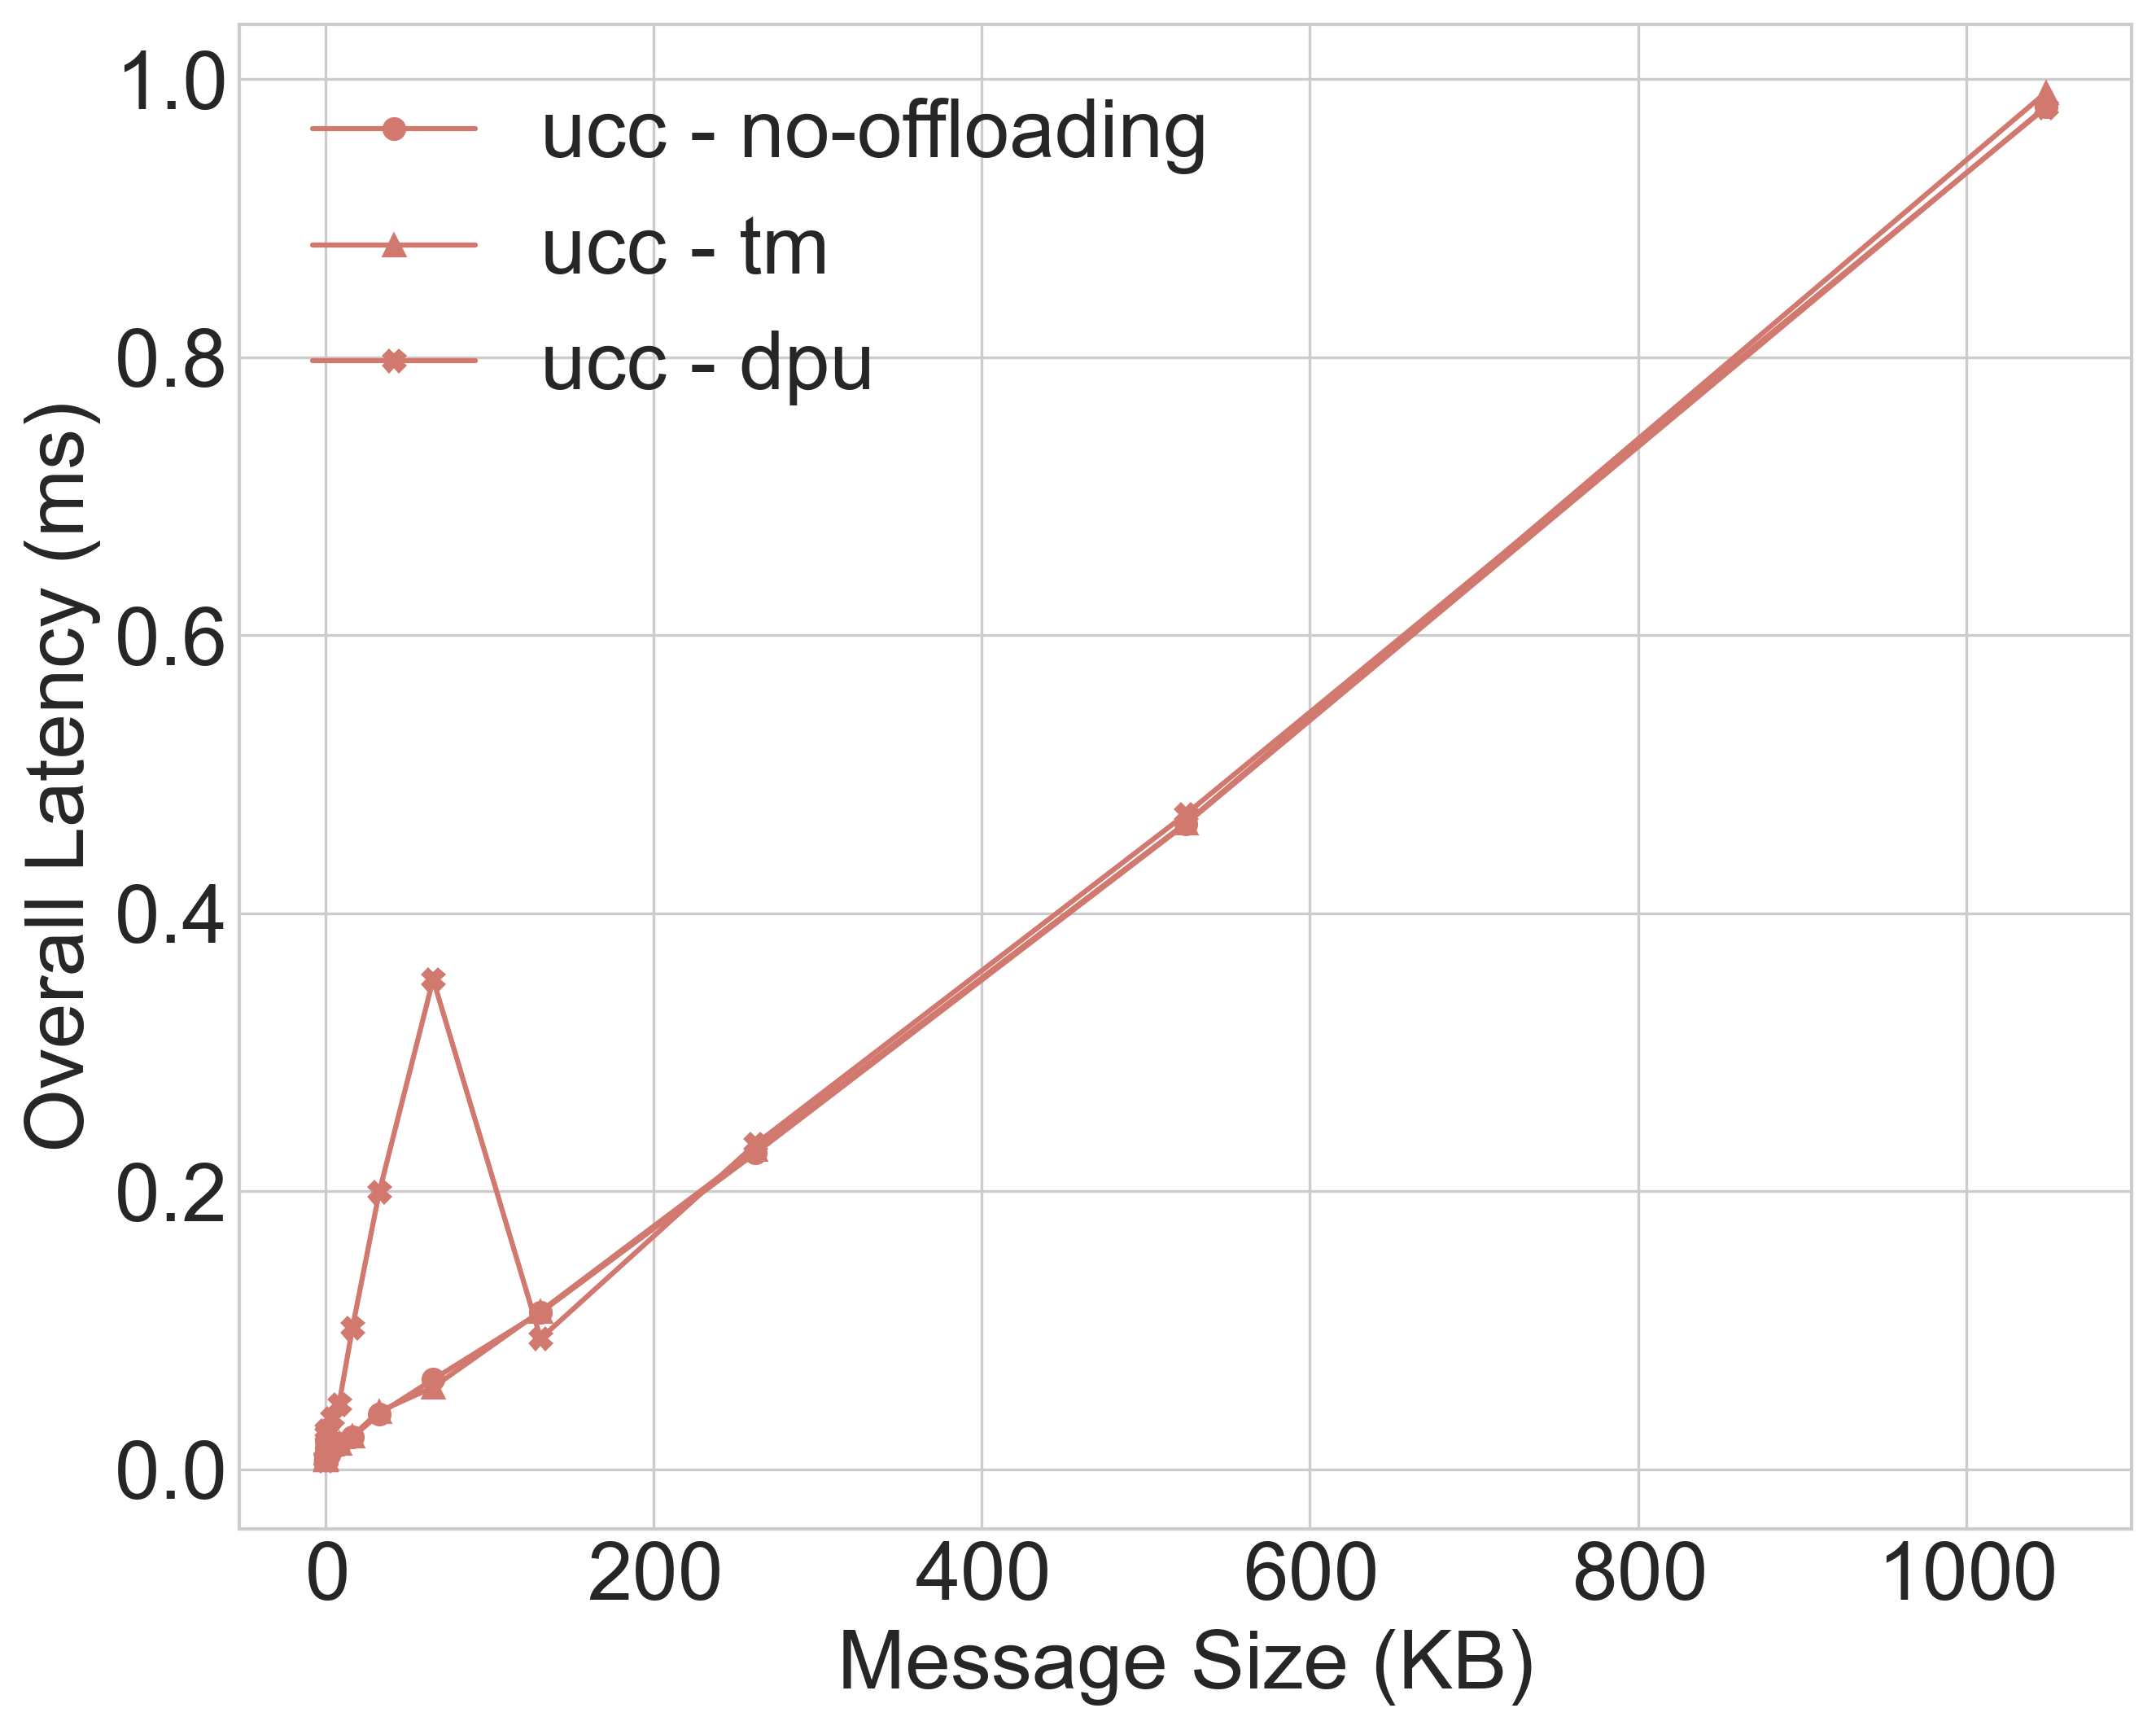 1.0
0.8
0.6
0.4
0.2
0.0
Overall Latency (ms)
ucc - no-offloading
ucc - tm
ucc - dpu
0 200 400 600 800 1000
Message Size (KB)